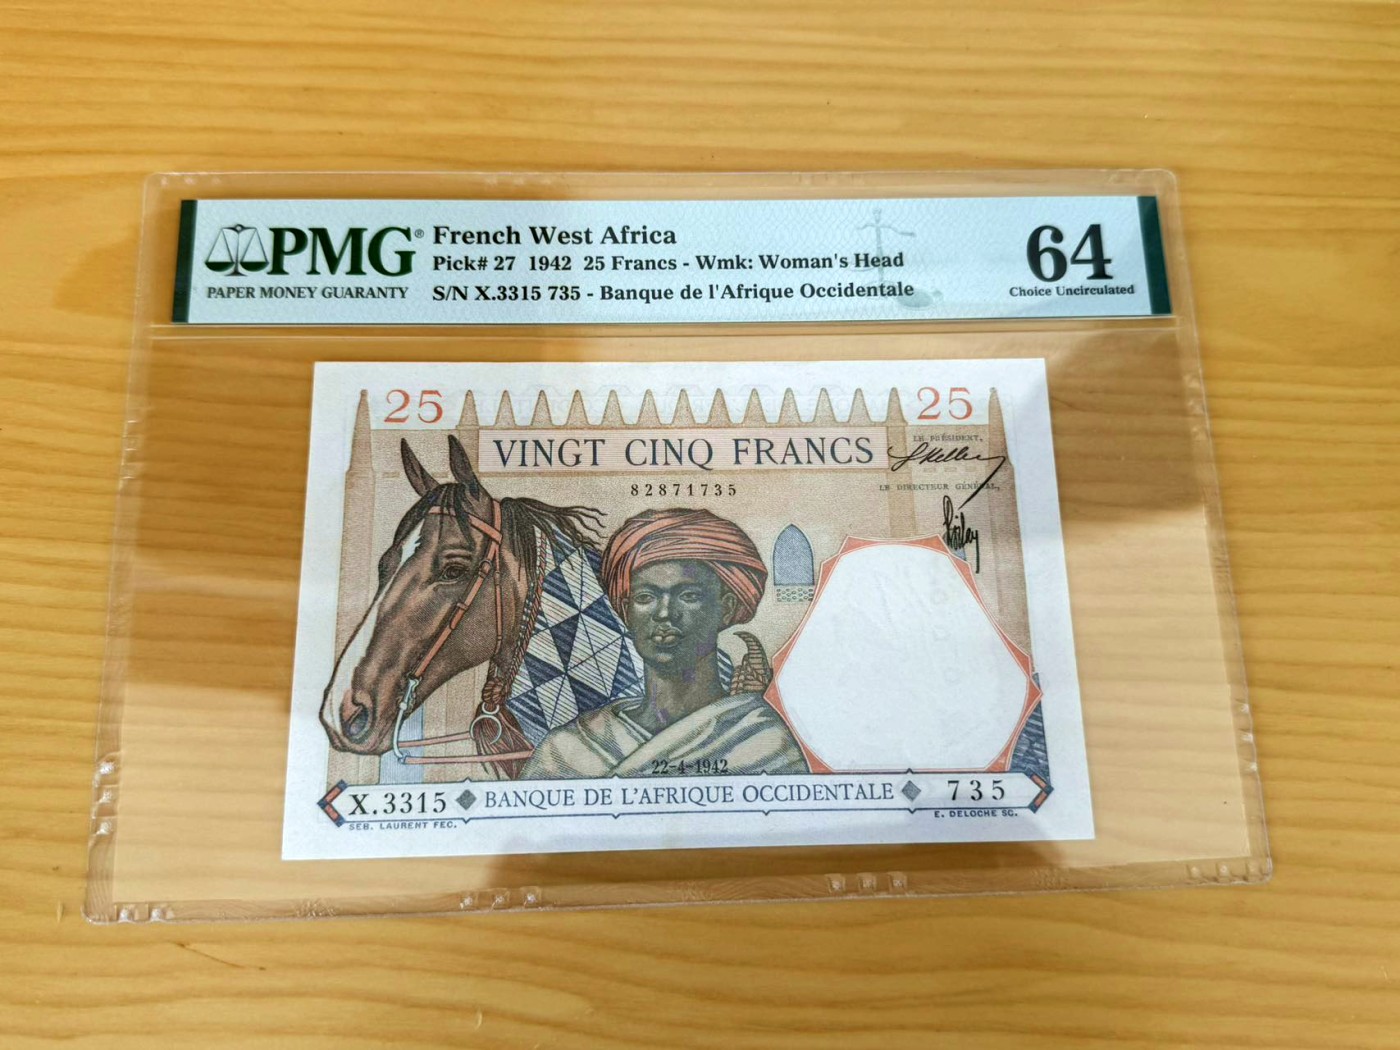 PMG®
PAPER MONEY GUARANTY
French West Africa
Pick# 27 1942 25 Francs - Wmk: Woman's Head
S/N X.3315 735 - Banque de l'Afrique Occidentale
64
Choice Uncirculated
25
25
VINGT CINQ FRANCS
LE PRÉSIDENT,
82871735
LE DIRECTEUR GÉNÉRAL,
22-4-1942
X.3315 BANQUE DE L'AFRIQUE OCCIDENTALE 735
SEB. LAURENT FEC.
E. DELOCHE SC.